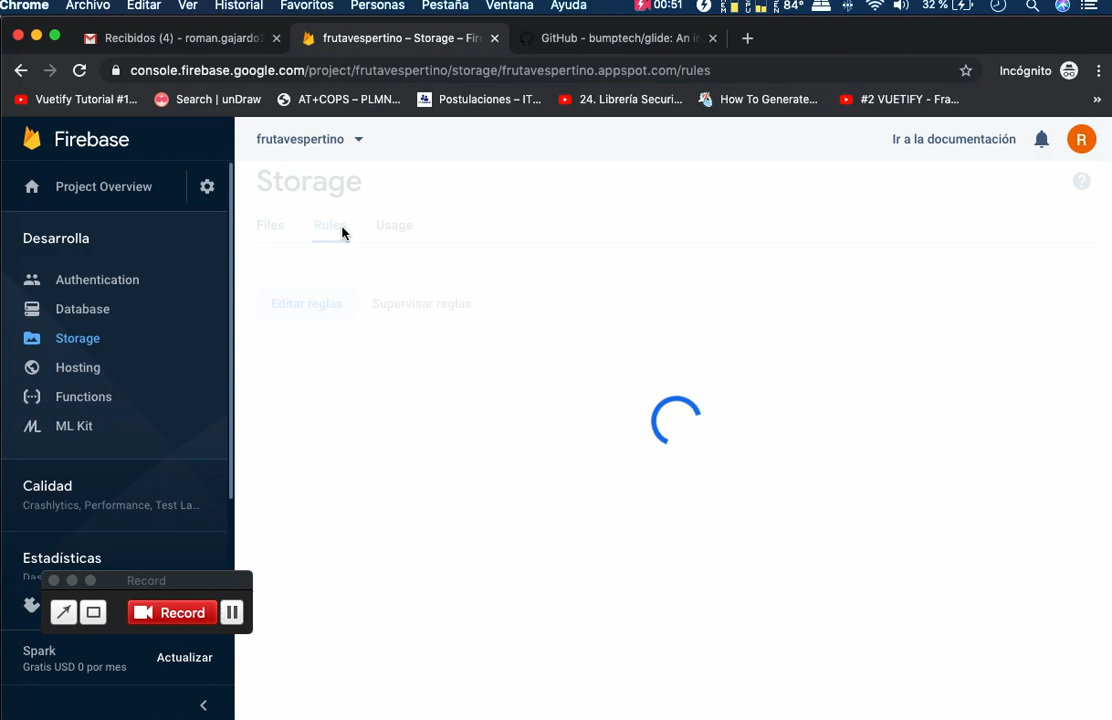 Chrome Archivo Editar Ver Historial Favoritos Personas Pestaña Ventana Ayuda 00:51 84° 32 %
Recibidos (4) - roman.gajardo
frutavespertino – Storage – Fir
GitHub - bumptech/glide: An i
console.firebase.google.com/project/frutavespertino/storage/frutavespertino.appspot.com/rules
Incógnito
Vuetify Tutorial #1...
Search | unDraw
AT+COPS – PLMN...
Postulaciones – IT...
24. Librería Securi...
How To Generate...
#2 VUETIFY - Fra...
»
Firebase
frutavespertino
Ir a la documentación
R
Project Overview
Storage
Files Rules Usage
Editar reglas Supervisar reglas
Desarrolla
Authentication
Database
Storage
Hosting
Functions
ML Kit
Calidad
Crashlytics, Performance, Test La...
Estadísticas
Record
Record
Spark
Gratis USD 0 por mes
Actualizar